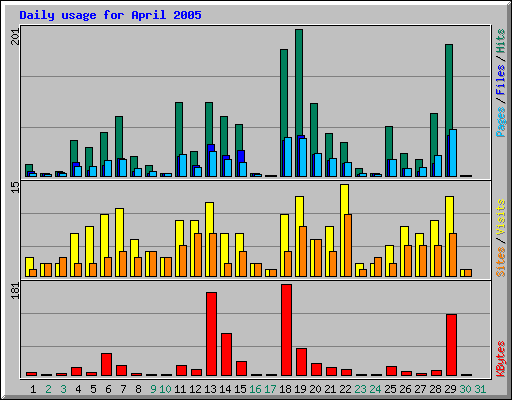 Daily usage for April 2005
201
Pages / Files / Hits
15
Sites / Visits
181
KBytes
1 2 3 4 5 6 7 8 9 10 11 12 13 14 15 16 17 18 19 20 21 22 23 24 25 26 27 28 29 30 31